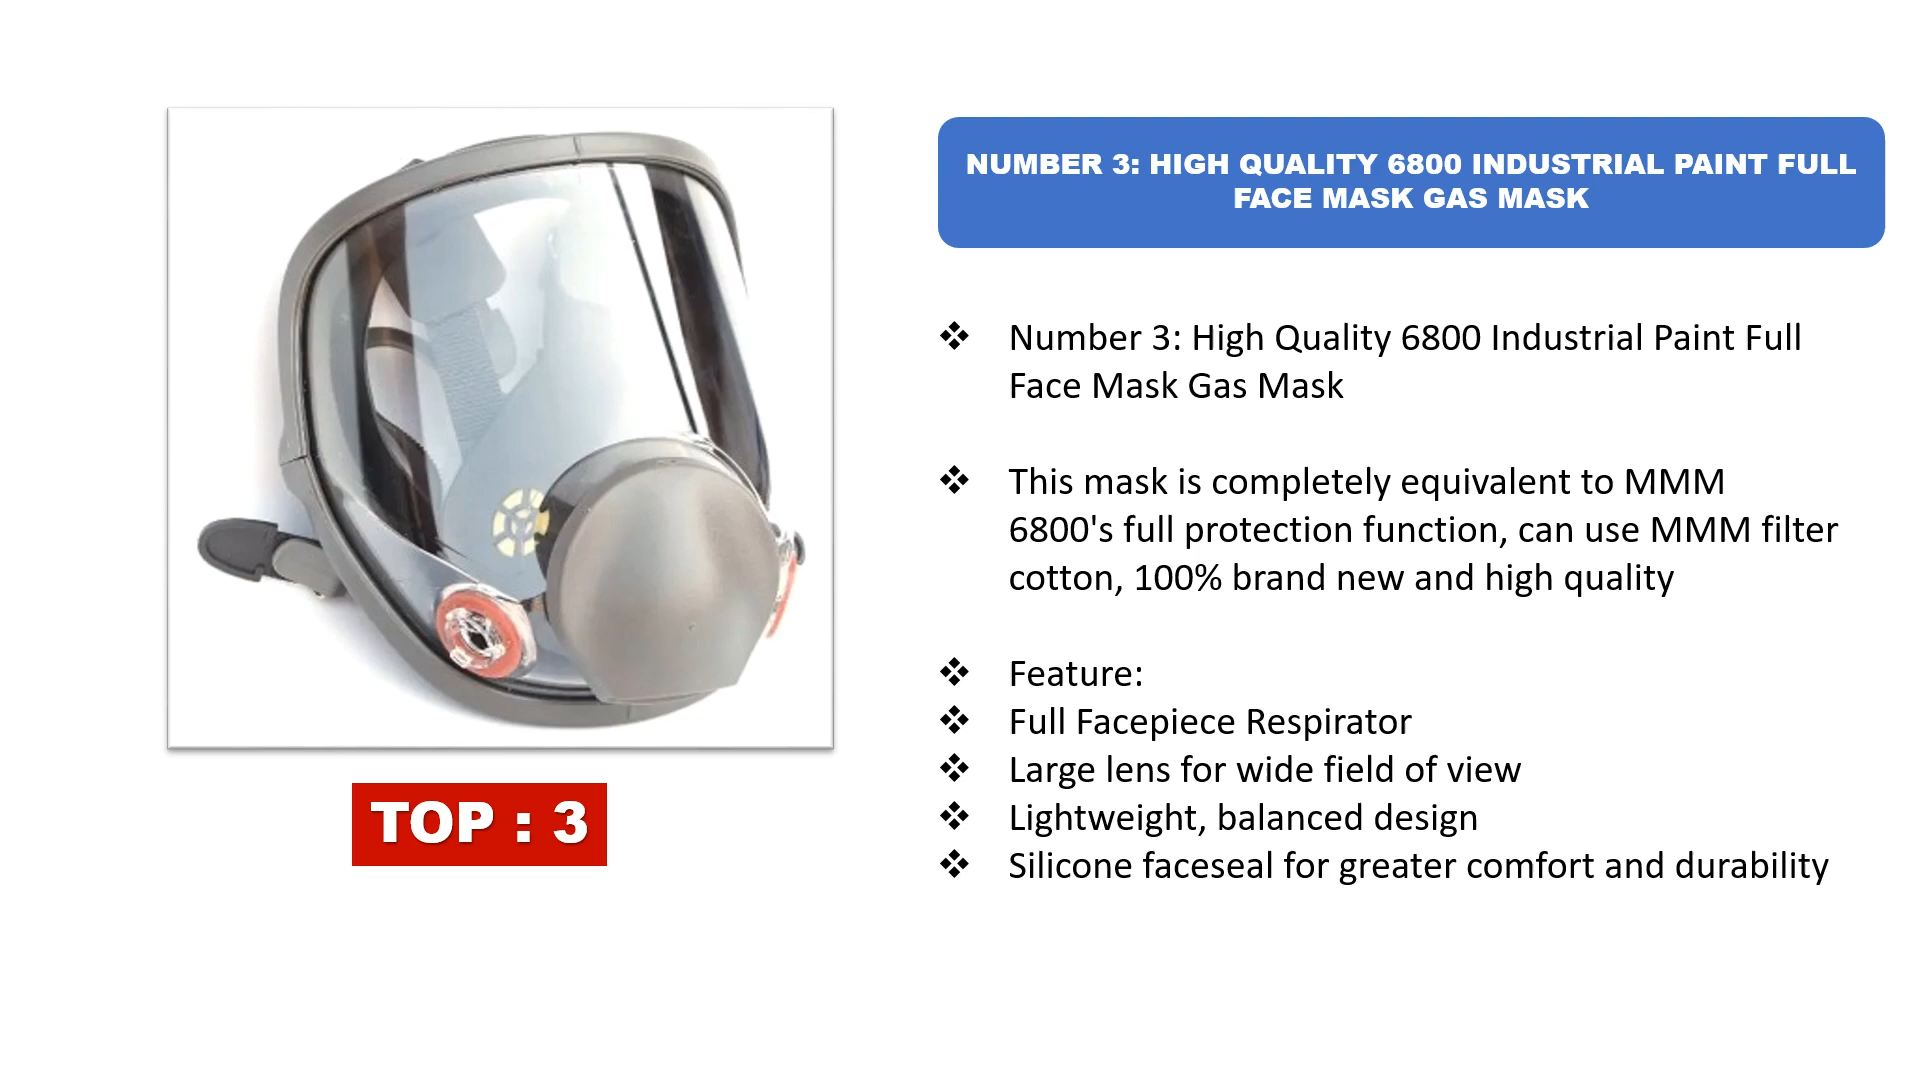 NUMBER 3: HIGH QUALITY 6800 INDUSTRIAL PAINT FULL
FACE MASK GAS MASK
Number 3: High Quality 6800 Industrial Paint Full
Face Mask Gas Mask
This mask is completely equivalent to MMM
6800's full protection function, can use MMM filter
cotton, 100% brand new and high quality
Feature:
Full Facepiece Respirator
Large lens for wide field of view
Lightweight, balanced design
Silicone faceseal for greater comfort and durability
TOP : 3